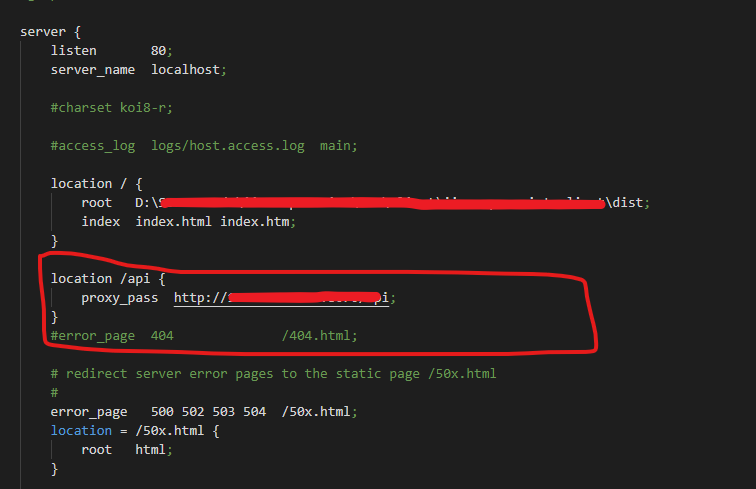 server {
listen 80;
server_name localhost;
#charset koi8-r;
#access_log logs/host.access.log main;
location / {
root D:\ \dist;
index index.html index.htm;
}
location /api {
proxy_pass http:// pi;
}
#error_page 404 /404.html;
# redirect server error pages to the static page /50x.html
#
error_page 500 502 503 504 /50x.html;
location = /50x.html {
root html;
}